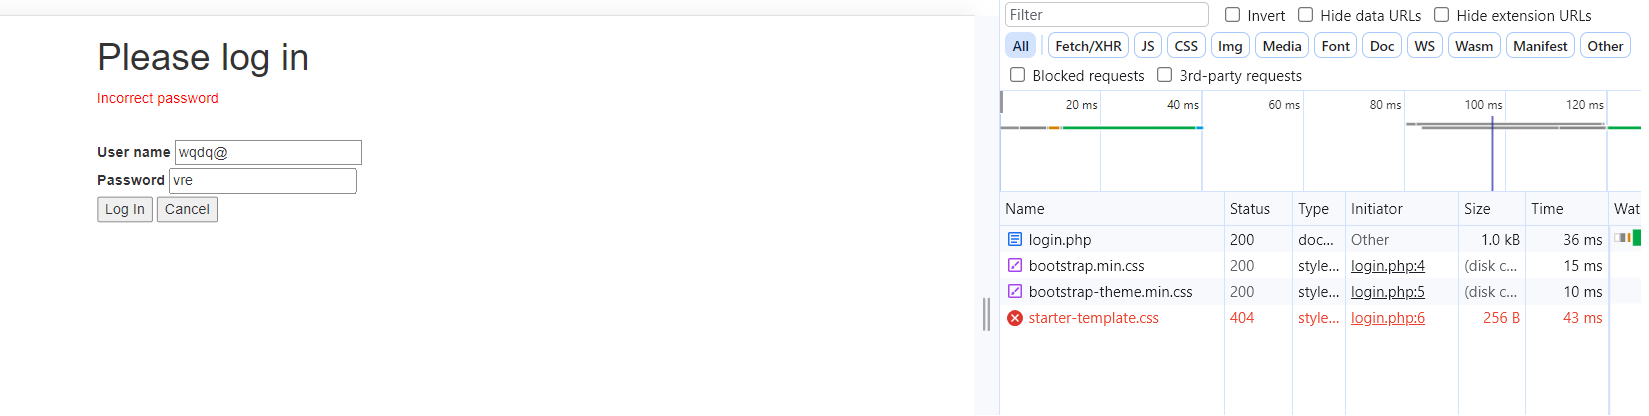 Please log in
Incorrect password
User name wqdq@
Password vre
Log In Cancel
Filter Invert Hide data URLs Hide extension URLs
All Fetch/XHR JS CSS Img Media Font Doc WS Wasm Manifest Other
Blocked requests 3rd-party requests
20 ms 40 ms 60 ms 80 ms 100 ms 120 ms
Name Status Type Initiator Size Time Wat
login.php 200 doc... Other 1.0 kB 36 ms
bootstrap.min.css 200 style... login.php:4 (disk c... 15 ms
bootstrap-theme.min.css 200 style... login.php:5 (disk c... 10 ms
starter-template.css 404 style... login.php:6 256 B 43 ms